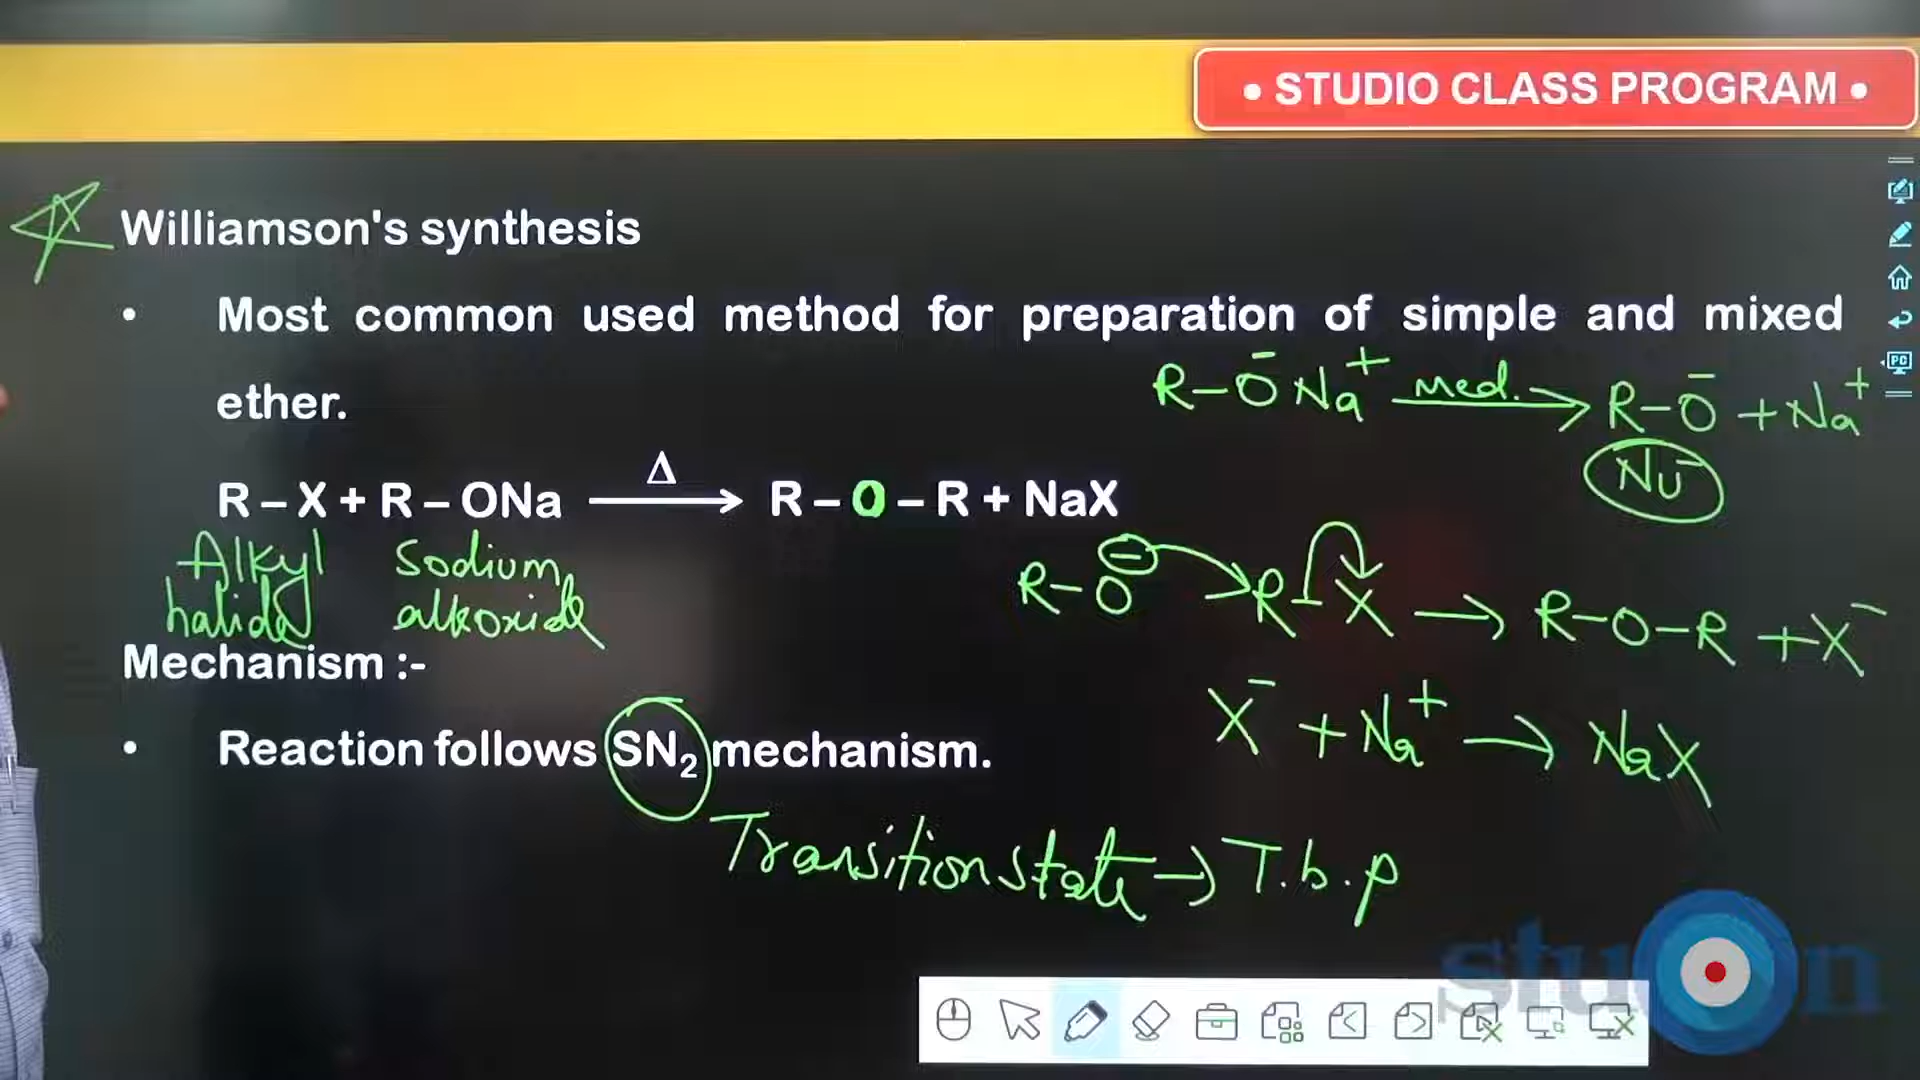 • STUDIO CLASS PROGRAM •
Williamson's synthesis
• Most common used method for preparation of simple and mixed
ether.
R–O⁻ Na⁺ —med.→ R–O⁻ + Na⁺
Nu⁻
R – X + R – ONa —Δ→ R – O – R + NaX
Alkyl halide
Sodium alkoxide
R–O⁻ → R–X → R–O–R + X⁻
X⁻ + Na⁺ → NaX
Mechanism :-
• Reaction follows SN₂ mechanism.
Transition state → T.b.p
PC